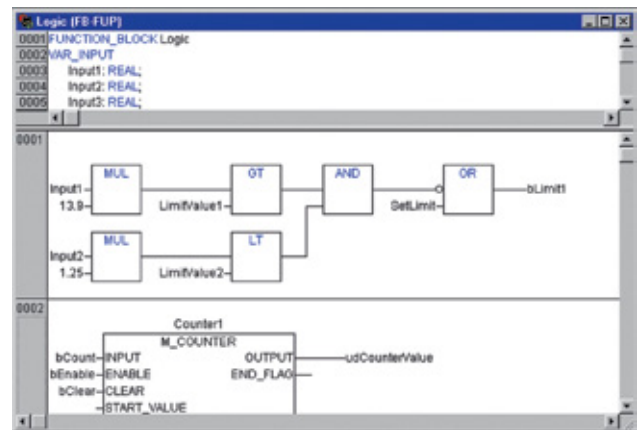 Logic (FB-FUP)
0001 FUNCTION_BLOCK Logic
0002 VAR_INPUT
0003 Input1: REAL;
0004 Input2: REAL;
0005 Input3: REAL;
0001
MUL GT AND OR
Input1 bLimit1
13.9 LimitValue1 SetLimit
MUL LT
Input2
1.25 LimitValue2
0002
Counter1
M_COUNTER
bCount INPUT OUTPUT udCounterValue
bEnable ENABLE END_FLAG
bClear CLEAR
START_VALUE